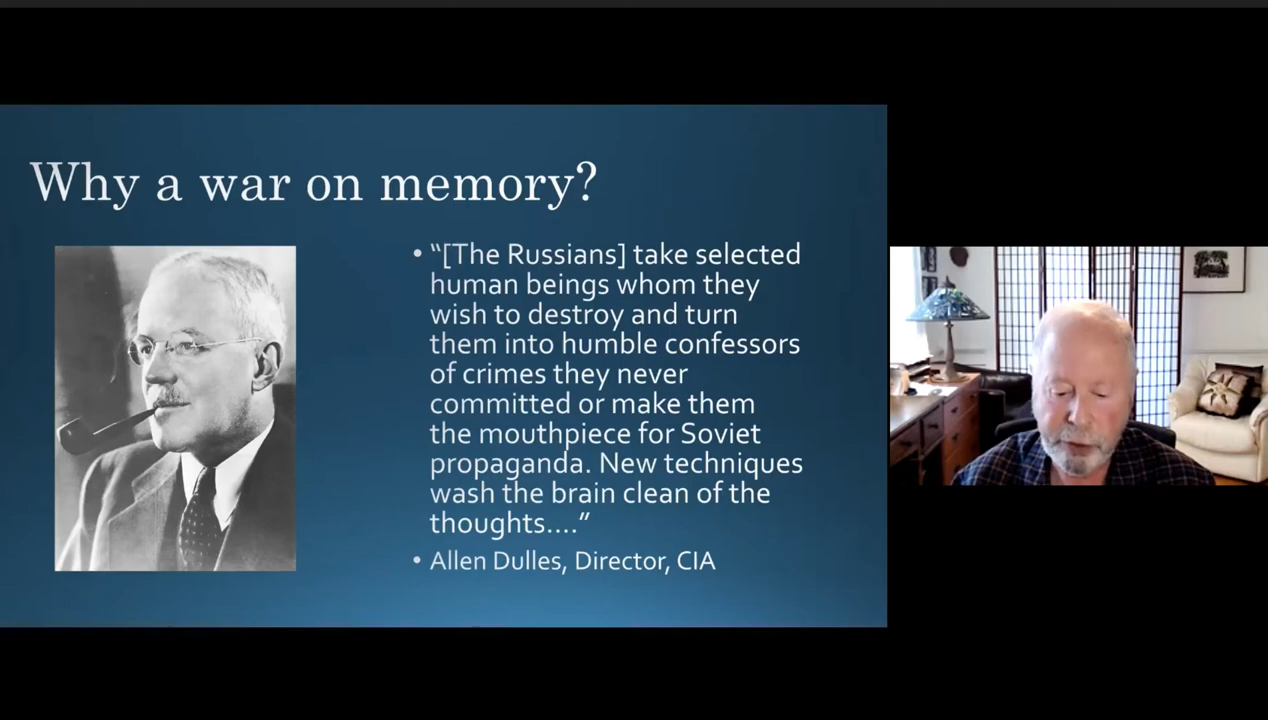 Why a war on memory?
• “[The Russians] take selected
human beings whom they
wish to destroy and turn
them into humble confessors
of crimes they never
committed or make them
the mouthpiece for Soviet
propaganda. New techniques
wash the brain clean of the
thoughts....”
• Allen Dulles, Director, CIA